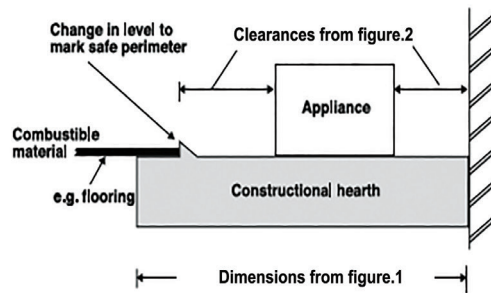 Change in level to
mark safe perimeter
Clearances from figure.2
Appliance
Combustible
material
e.g. flooring
Constructional hearth
Dimensions from figure.1